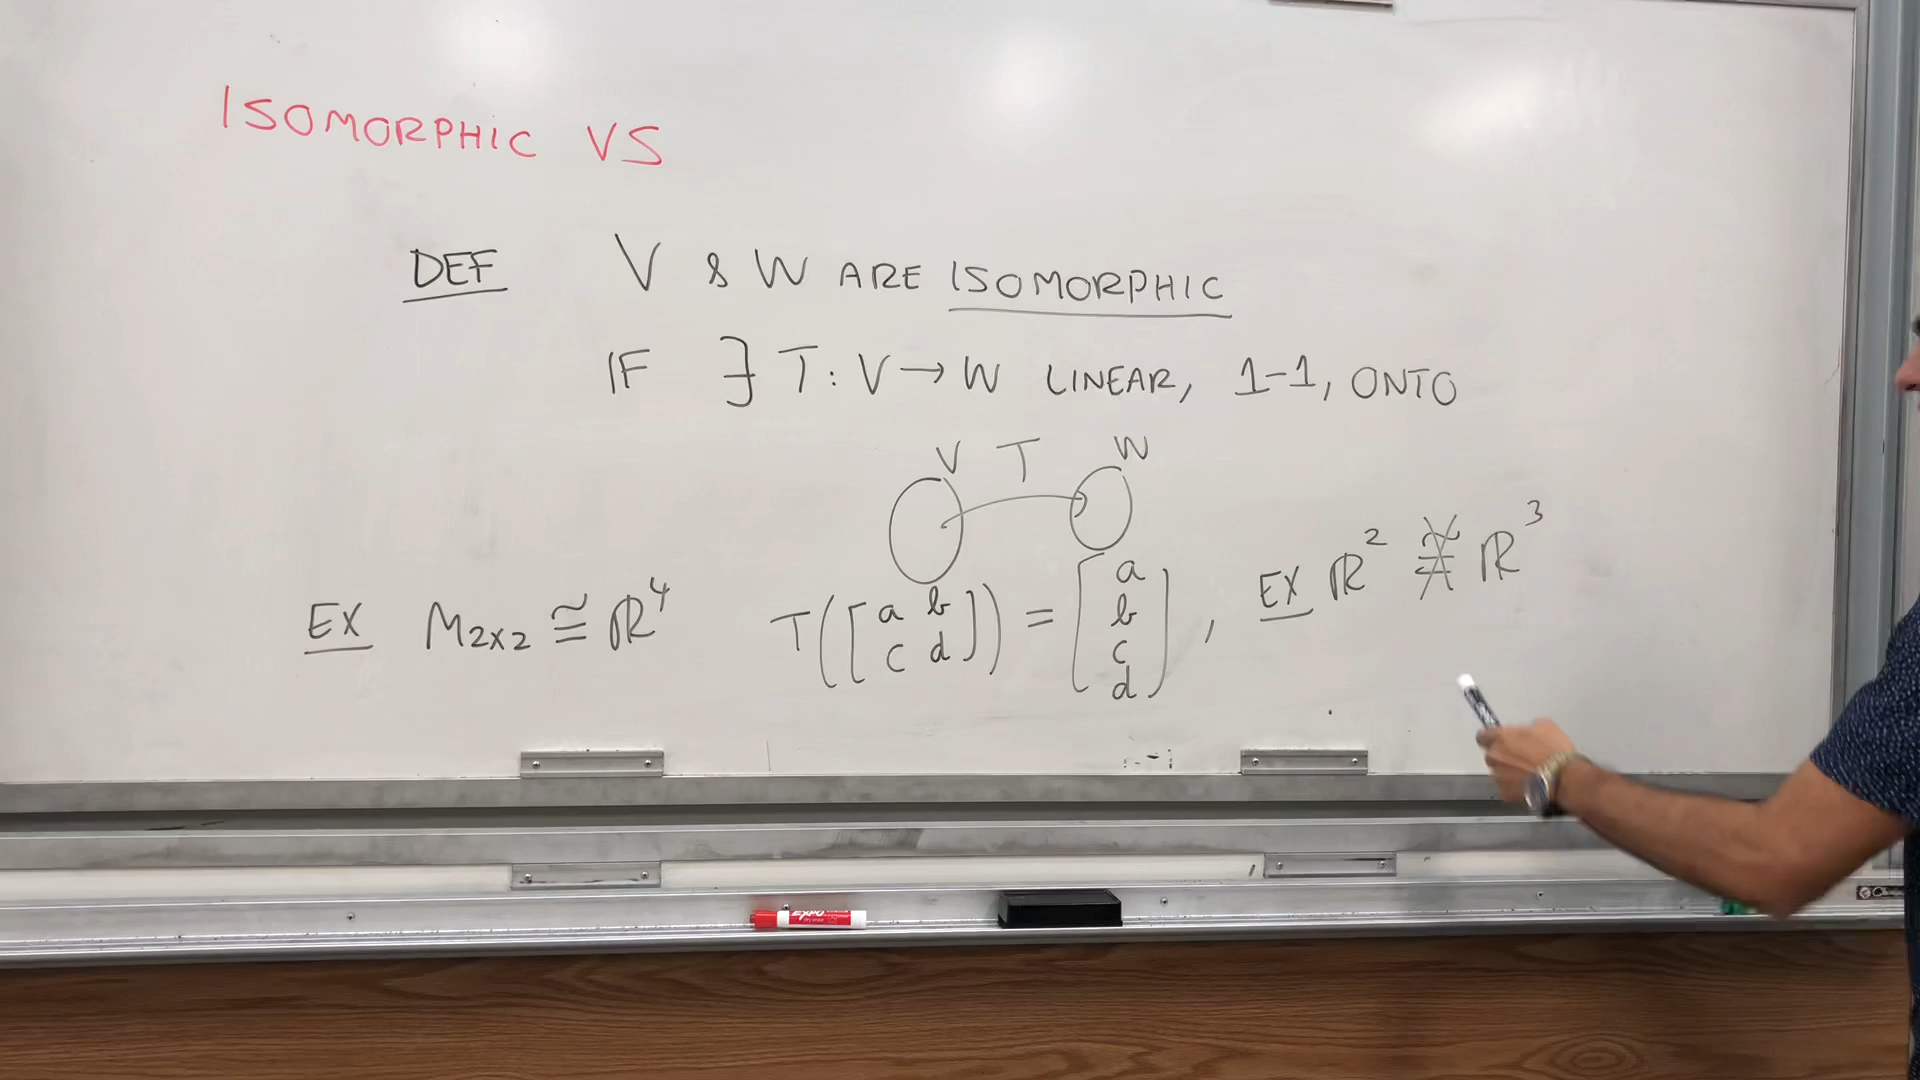 ISOMORPHIC VS
DEF V & W ARE ISOMORPHIC
IF ∃ T: V → W LINEAR, 1-1, ONTO
V T W
EX M₂ₓ₂ ≅ ℝ⁴ T([a b; c d]) = [a; b; c; d], EX ℝ² ≇ ℝ³
EXPO